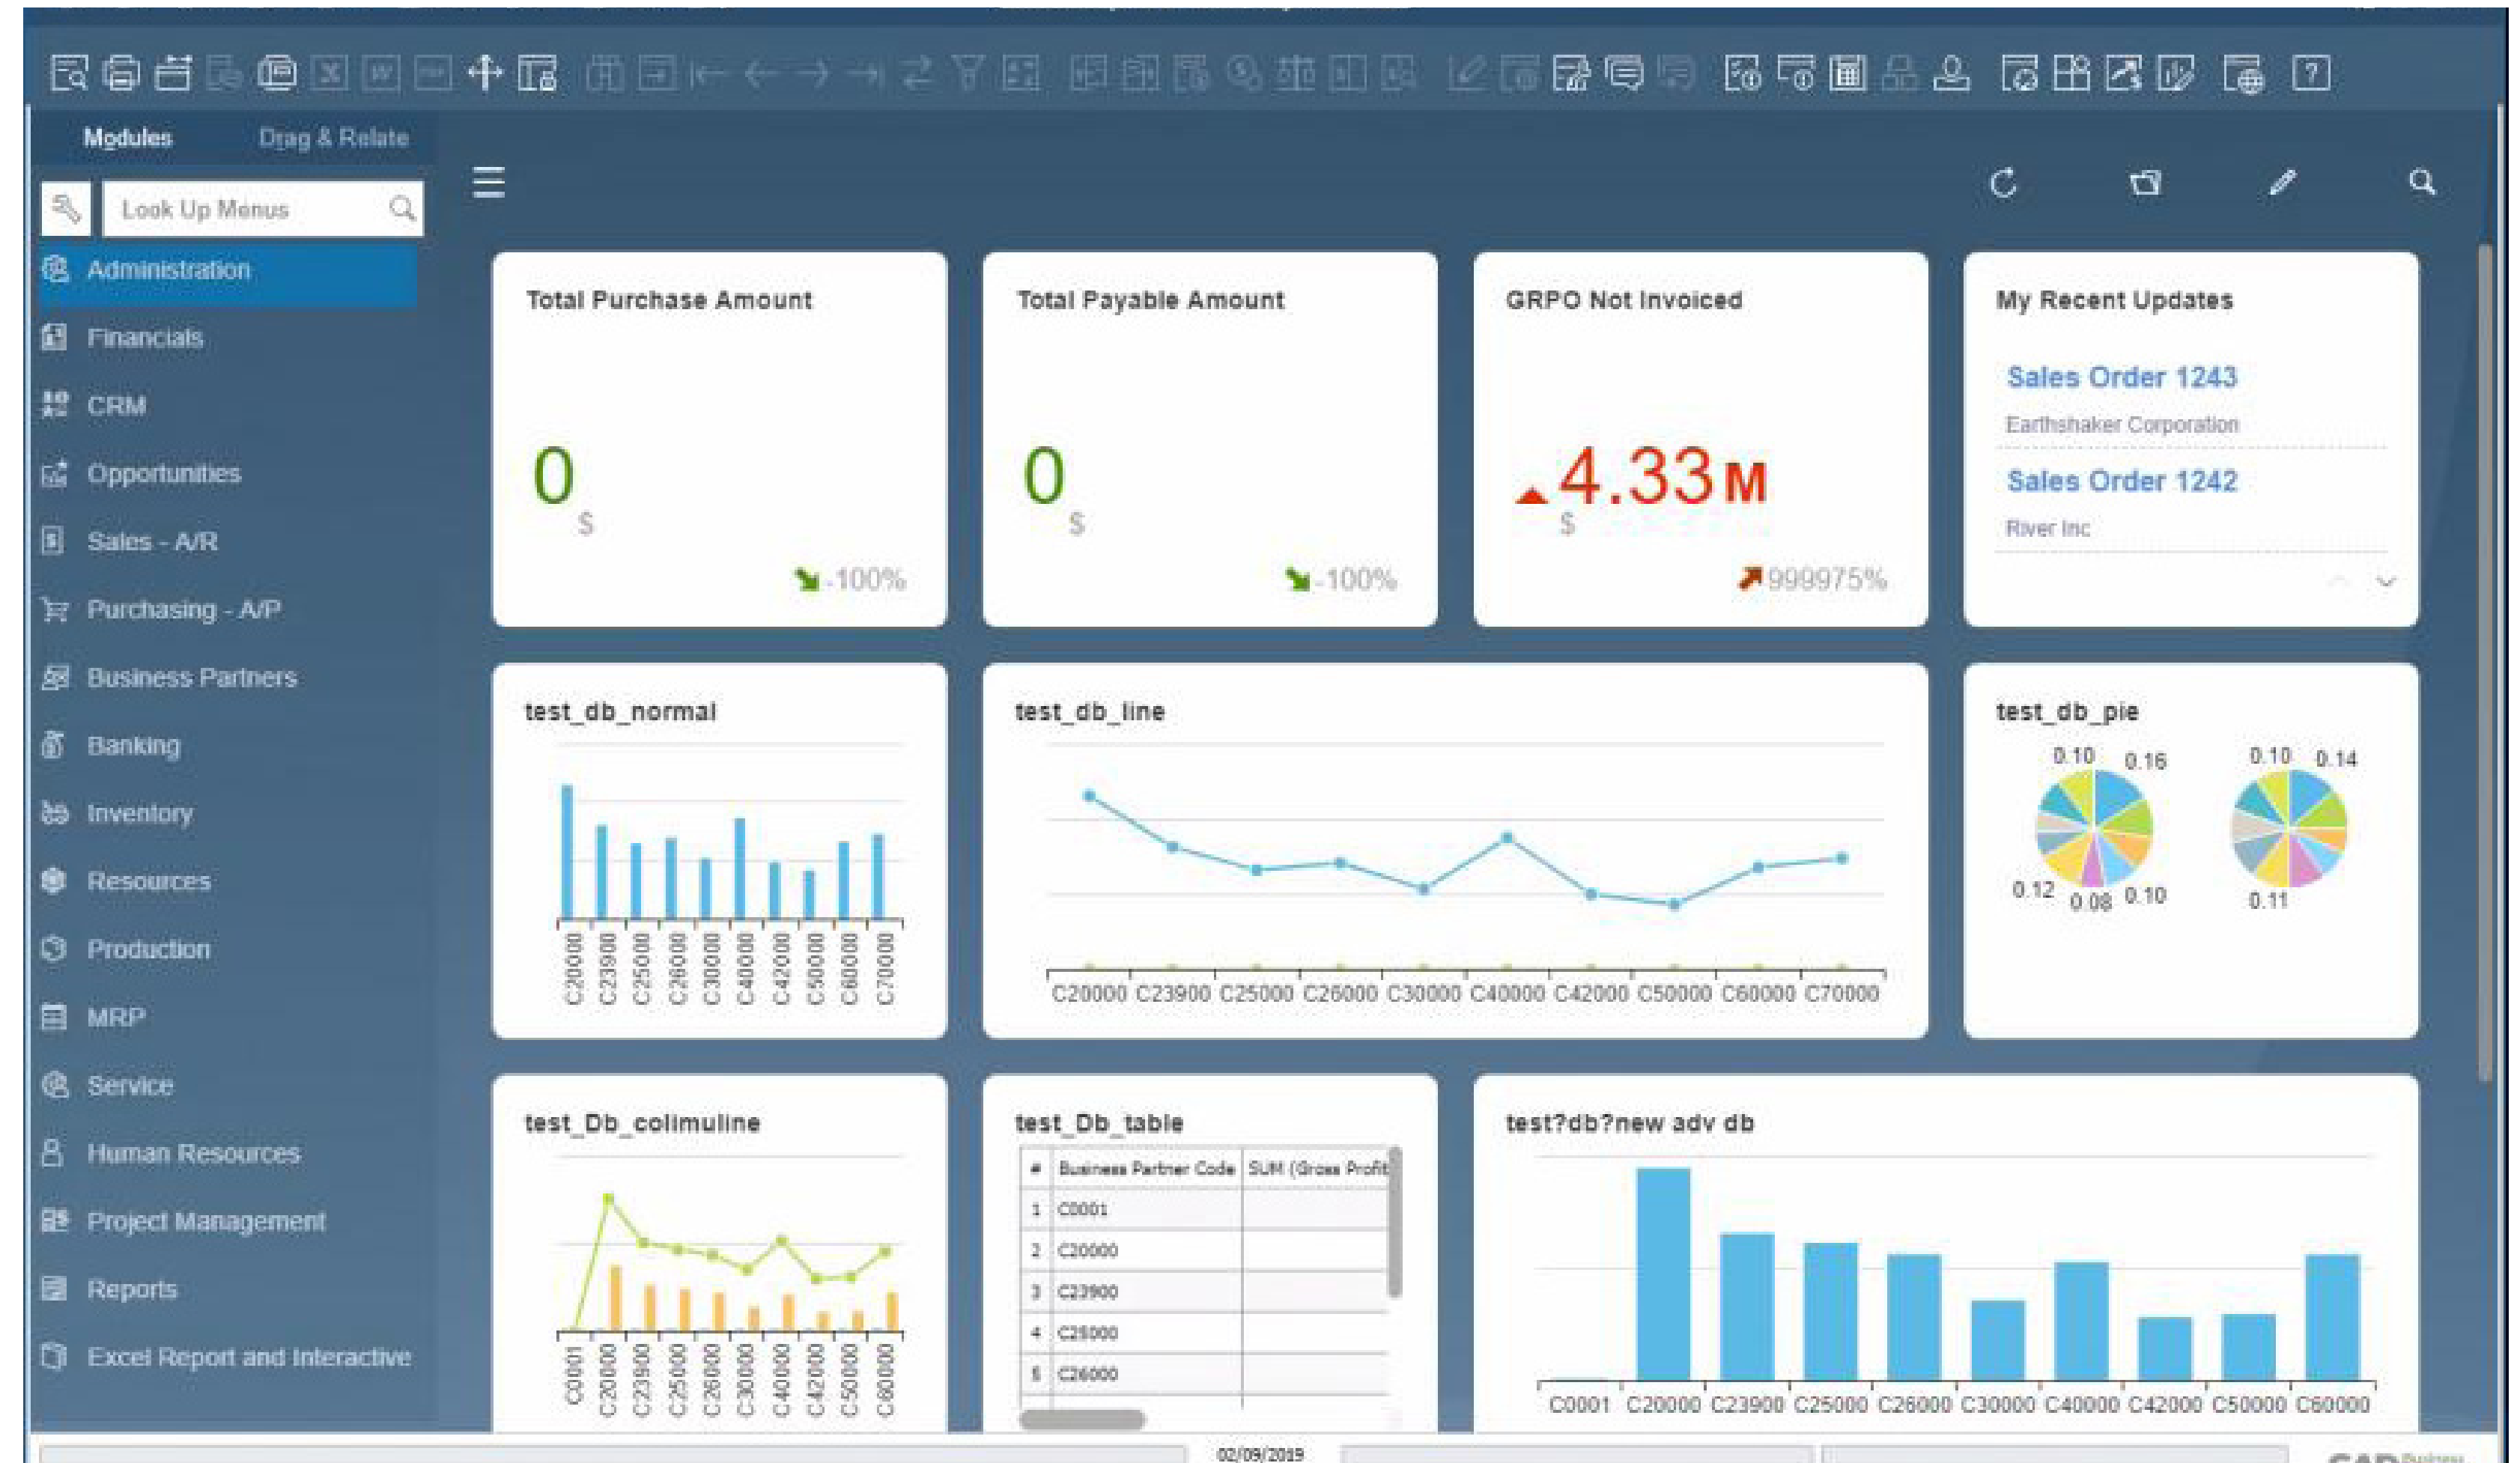 Modules
Drag & Relate
Look Up Menus
Administration
Financials
CRM
Opportunities
Sales - A/R
Purchasing - A/P
Business Partners
Banking
Inventory
Resources
Production
MRP
Service
Human Resources
Project Management
Reports
Excel Report and Interactive
Total Purchase Amount
0
$
-100%
Total Payable Amount
0
$
-100%
GRPO Not Invoiced
4.33M
$
999975%
My Recent Updates
Sales Order 1243
Earthshaker Corporation
Sales Order 1242
River Inc
test_db_normal
C20000 C23900 C25000 C26000 C30000 C40000 C42000 C50000 C60000 C70000
test_db_line
C20000 C23900 C25000 C26000 C30000 C40000 C42000 C50000 C60000 C70000
test_db_pie
0.10 0.16
0.12 0.08 0.10
0.10 0.14
0.11
test_Db_colimuline
C0001 C20000 C23900 C25000 C26000 C30000 C40000 C42000 C50000 C60000
test_Db_table
# Business Partner Code SUM (Gross Profit
1 C0001
2 C20000
3 C23900
4 C25000
5 C26000
test?db?new adv db
C0001 C20000 C23900 C25000 C26000 C30000 C40000 C42000 C50000 C60000
02/09/2019